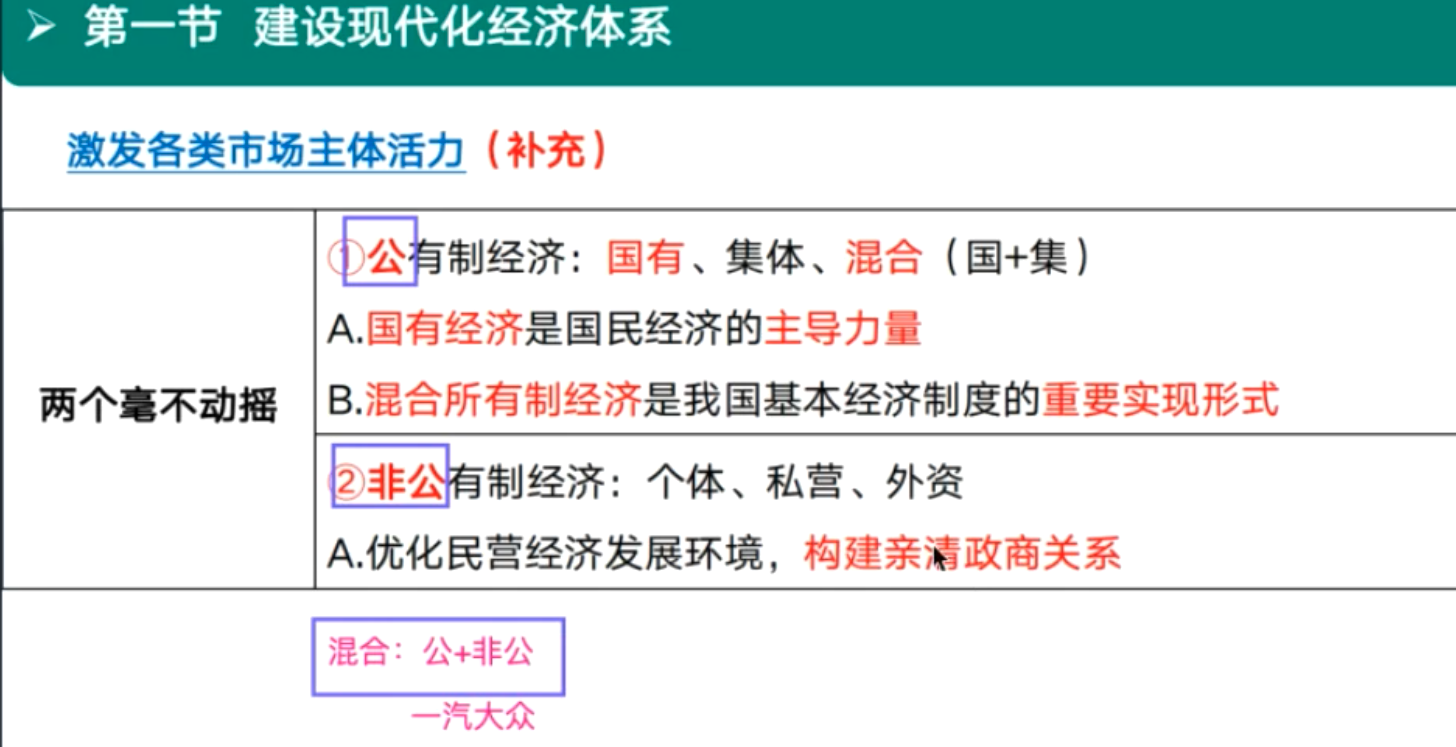 ➤ 第一节 建设现代化经济体系
激发各类市场主体活力（补充）
两个毫不动摇
①公有制经济：国有、集体、混合（国+集）
A.国有经济是国民经济的主导力量
B.混合所有制经济是我国基本经济制度的重要实现形式
②非公有制经济：个体、私营、外资
A.优化民营经济发展环境，构建亲清政商关系
混合：公+非公
一汽大众